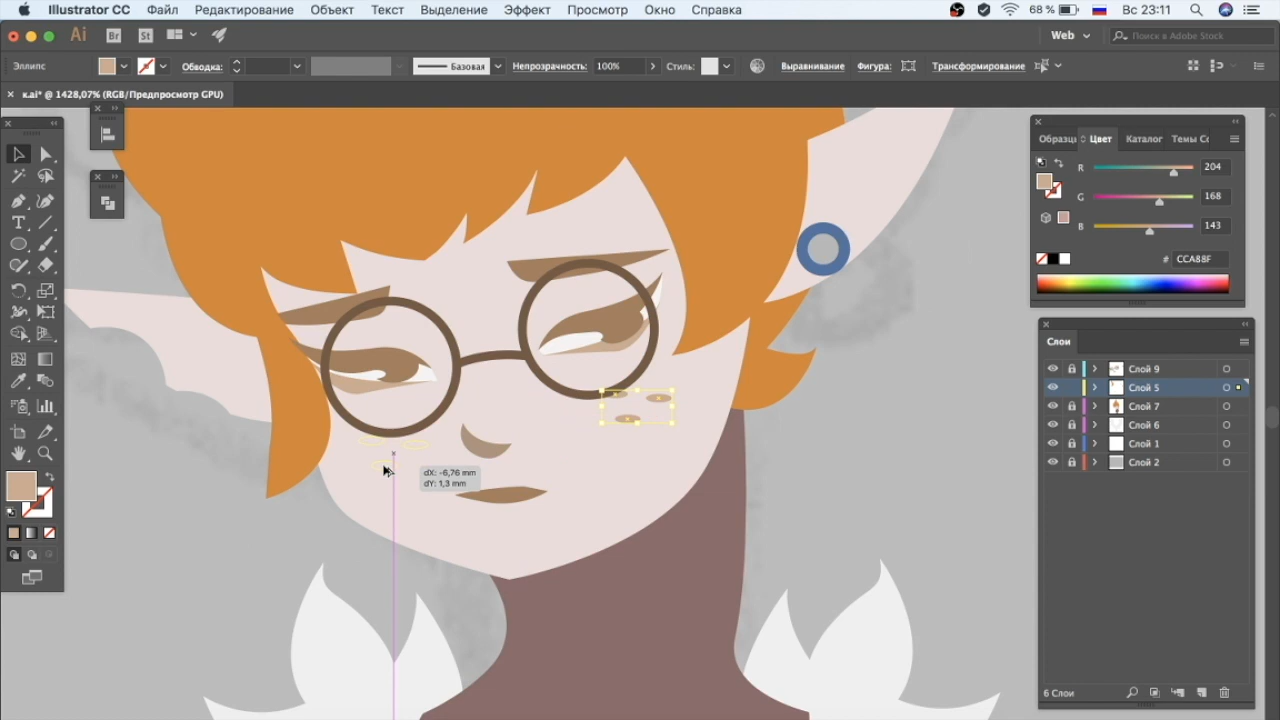 Illustrator CC Файл Редактирование Объект Текст Выделение Эффект Просмотр Окно Справка 68 % Вс 23:11
Ai Br St Web Поиск в Adobe Stock
Эллипс Обводка: Базовая Непрозрачность: 100% Стиль: Выравнивание Фигура: Трансформирование
× к.ai* @ 1428,07% (RGB/Предпросмотр GPU)
Образцы Цвет Каталог Темы Co
R 204
G 168
B 143
# CCA88F
Слои
Слой 9
Слой 5
Слой 7
Слой 6
Слой 1
Слой 2
dX: -6,76 mm
dY: 1,3 mm
6 Слои